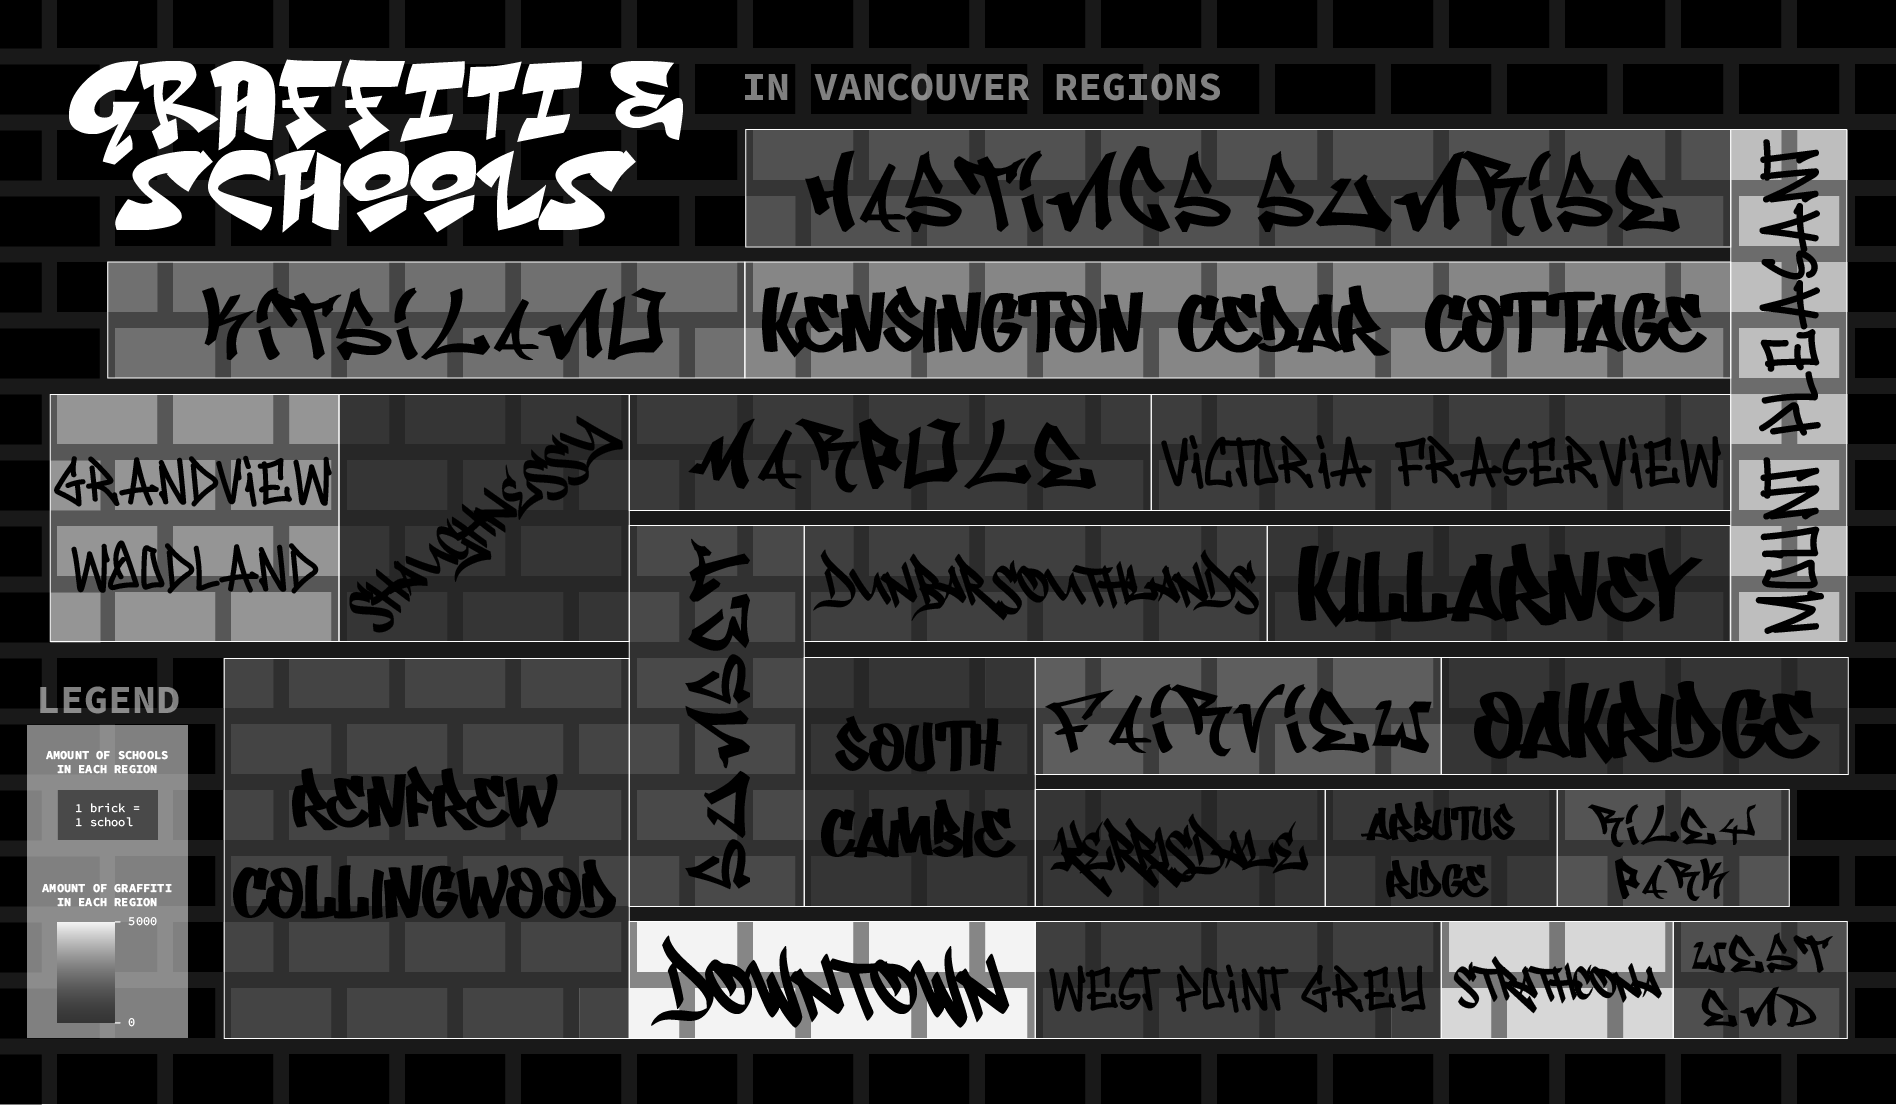 GRAFFITI &
SCHOOLS
IN VANCOUVER REGIONS
HASTINGS SUNRISE
MOUNT PLEASANT
KITSILANO
KENSINGTON CEDAR COTTAGE
GRANDVIEW
WOODLAND
SHAUGHNESSY
MARPOLE
VICTORIA FRASERVIEW
SUNSET
DUNBAR SOUTHLANDS
KILLARNEY
LEGEND
AMOUNT OF SCHOOLS
IN EACH REGION
1 brick =
1 school
AMOUNT OF GRAFFITI
IN EACH REGION
5000
0
RENFREW
COLLINGWOOD
SOUTH
CAMBIE
FAIRVIEW
OAKRIDGE
KERRISDALE
ARBUTUS
RIDGE
RILEY
PARK
DOWNTOWN
WEST POINT GREY
STRATHCONA
WEST
END